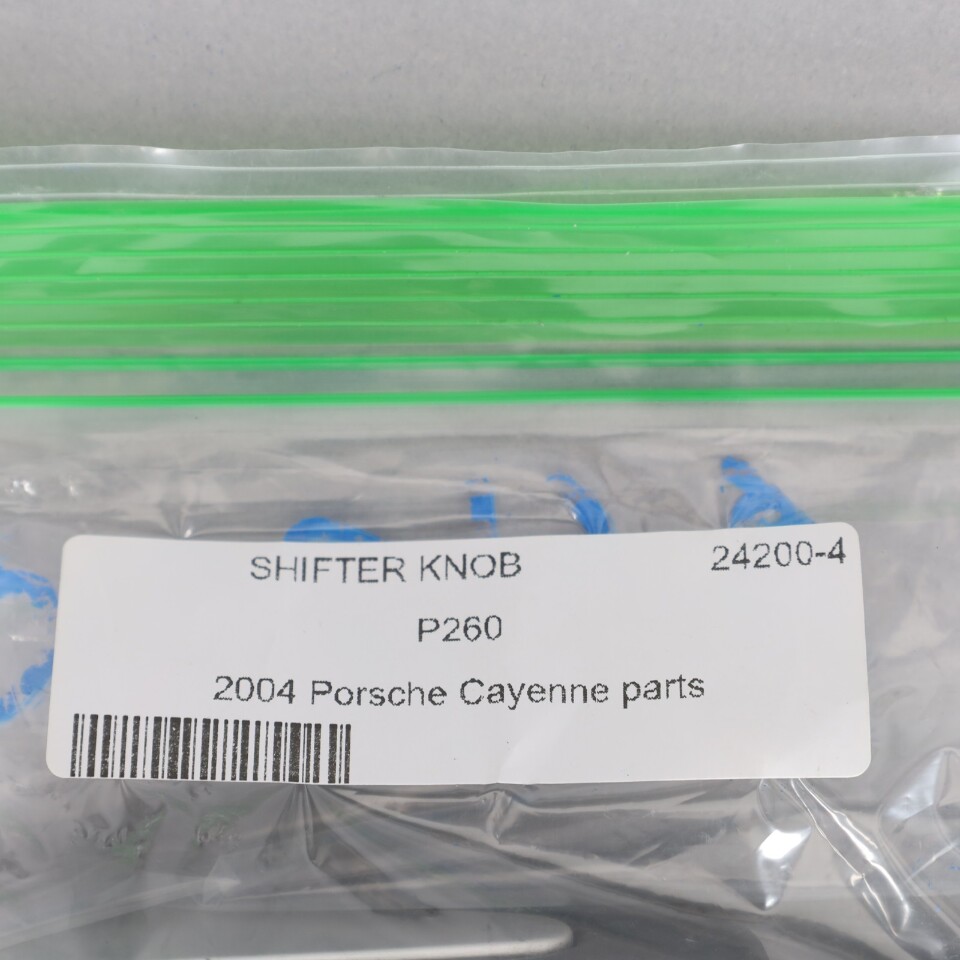 SHIFTER KNOB 24200-4
P260
2004 Porsche Cayenne parts